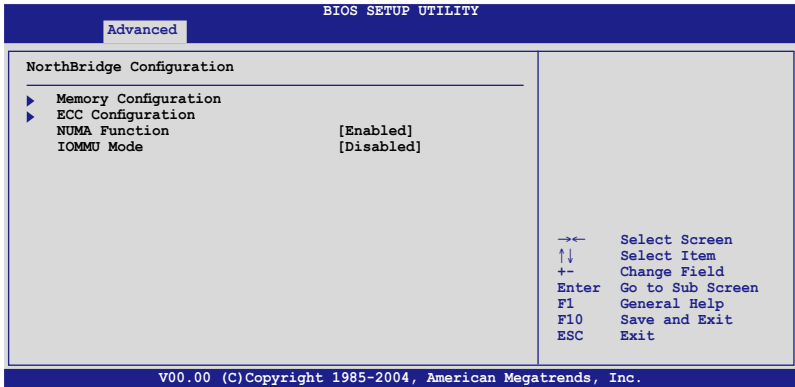 BIOS SETUP UTILITY
Advanced
NorthBridge Configuration
Memory Configuration
ECC Configuration
NUMA Function [Enabled]
IOMMU Mode [Disabled]
→← Select Screen
↑↓ Select Item
+- Change Field
Enter Go to Sub Screen
F1 General Help
F10 Save and Exit
ESC Exit
V00.00 (C)Copyright 1985-2004, American Megatrends, Inc.